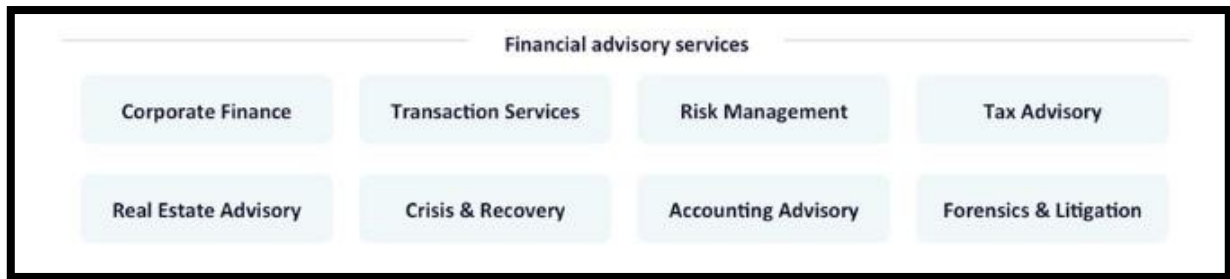 Financial advisory services
Corporate Finance
Transaction Services
Risk Management
Tax Advisory
Real Estate Advisory
Crisis & Recovery
Accounting Advisory
Forensics & Litigation